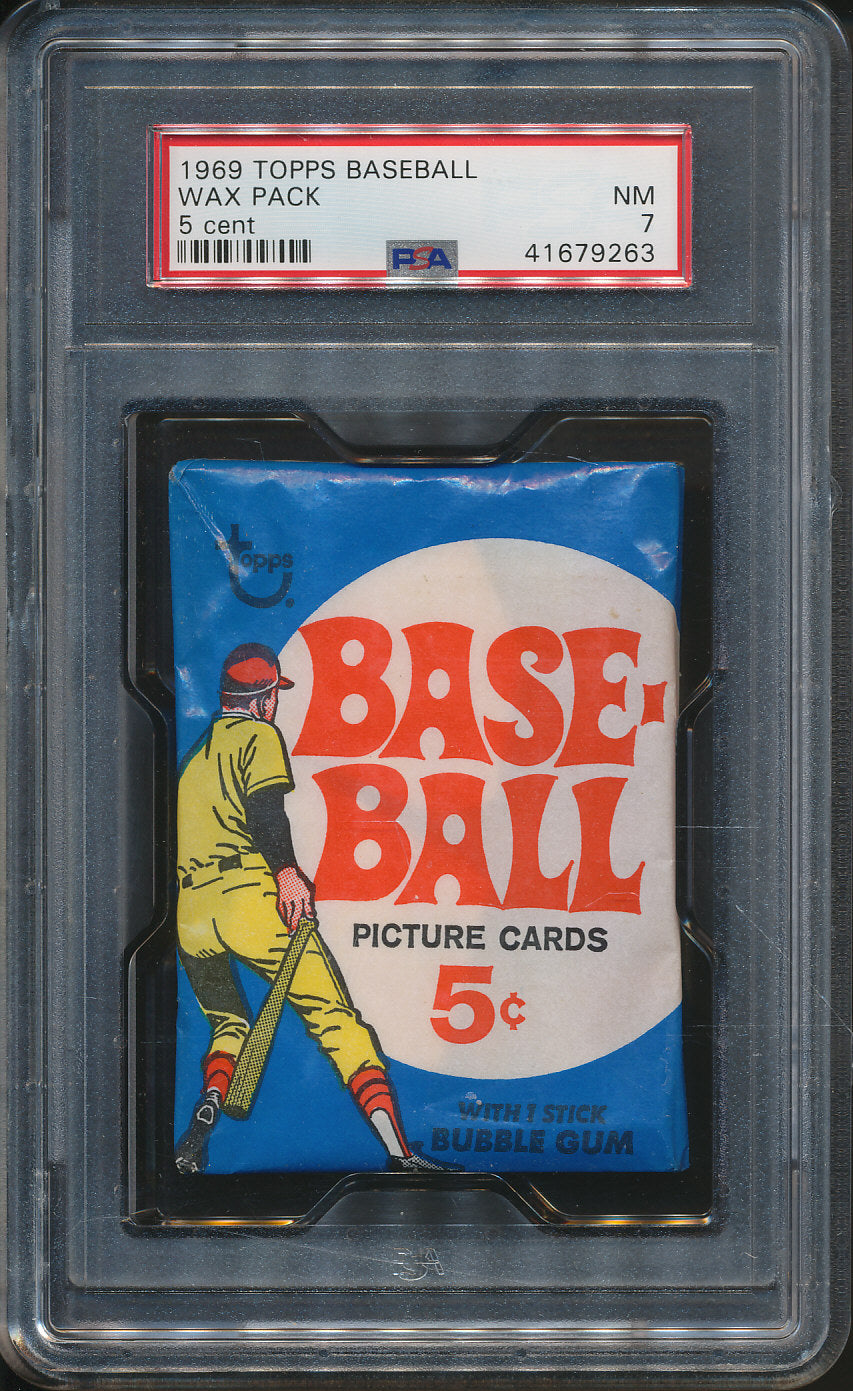 1969 TOPPS BASEBALL
WAX PACK NM
5 cent 7
PSA 41679263
topps
BASE-
BALL
PICTURE CARDS
5¢
WITH 1 STICK
BUBBLE GUM